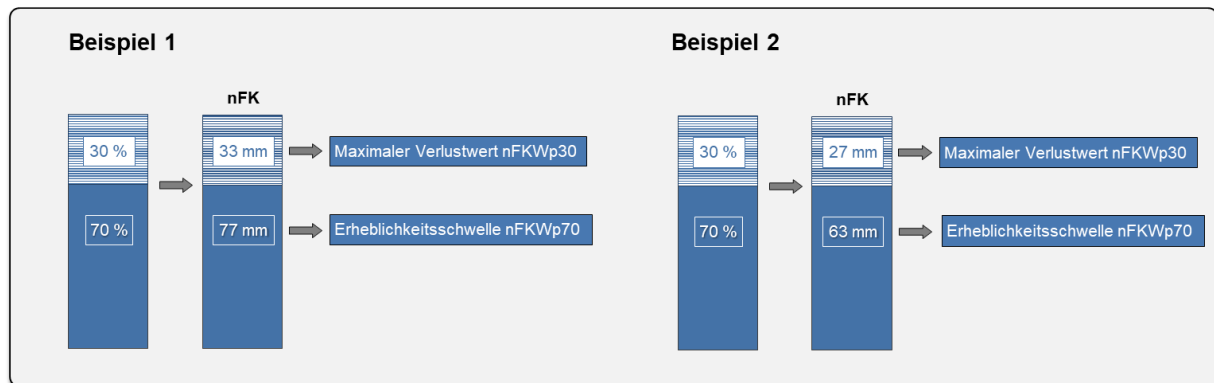 Beispiel 1
nFK
30 %
33 mm
Maximaler Verlustwert nFKWp30
70 %
77 mm
Erheblichkeitsschwelle nFKWp70
Beispiel 2
nFK
30 %
27 mm
Maximaler Verlustwert nFKWp30
70 %
63 mm
Erheblichkeitsschwelle nFKWp70